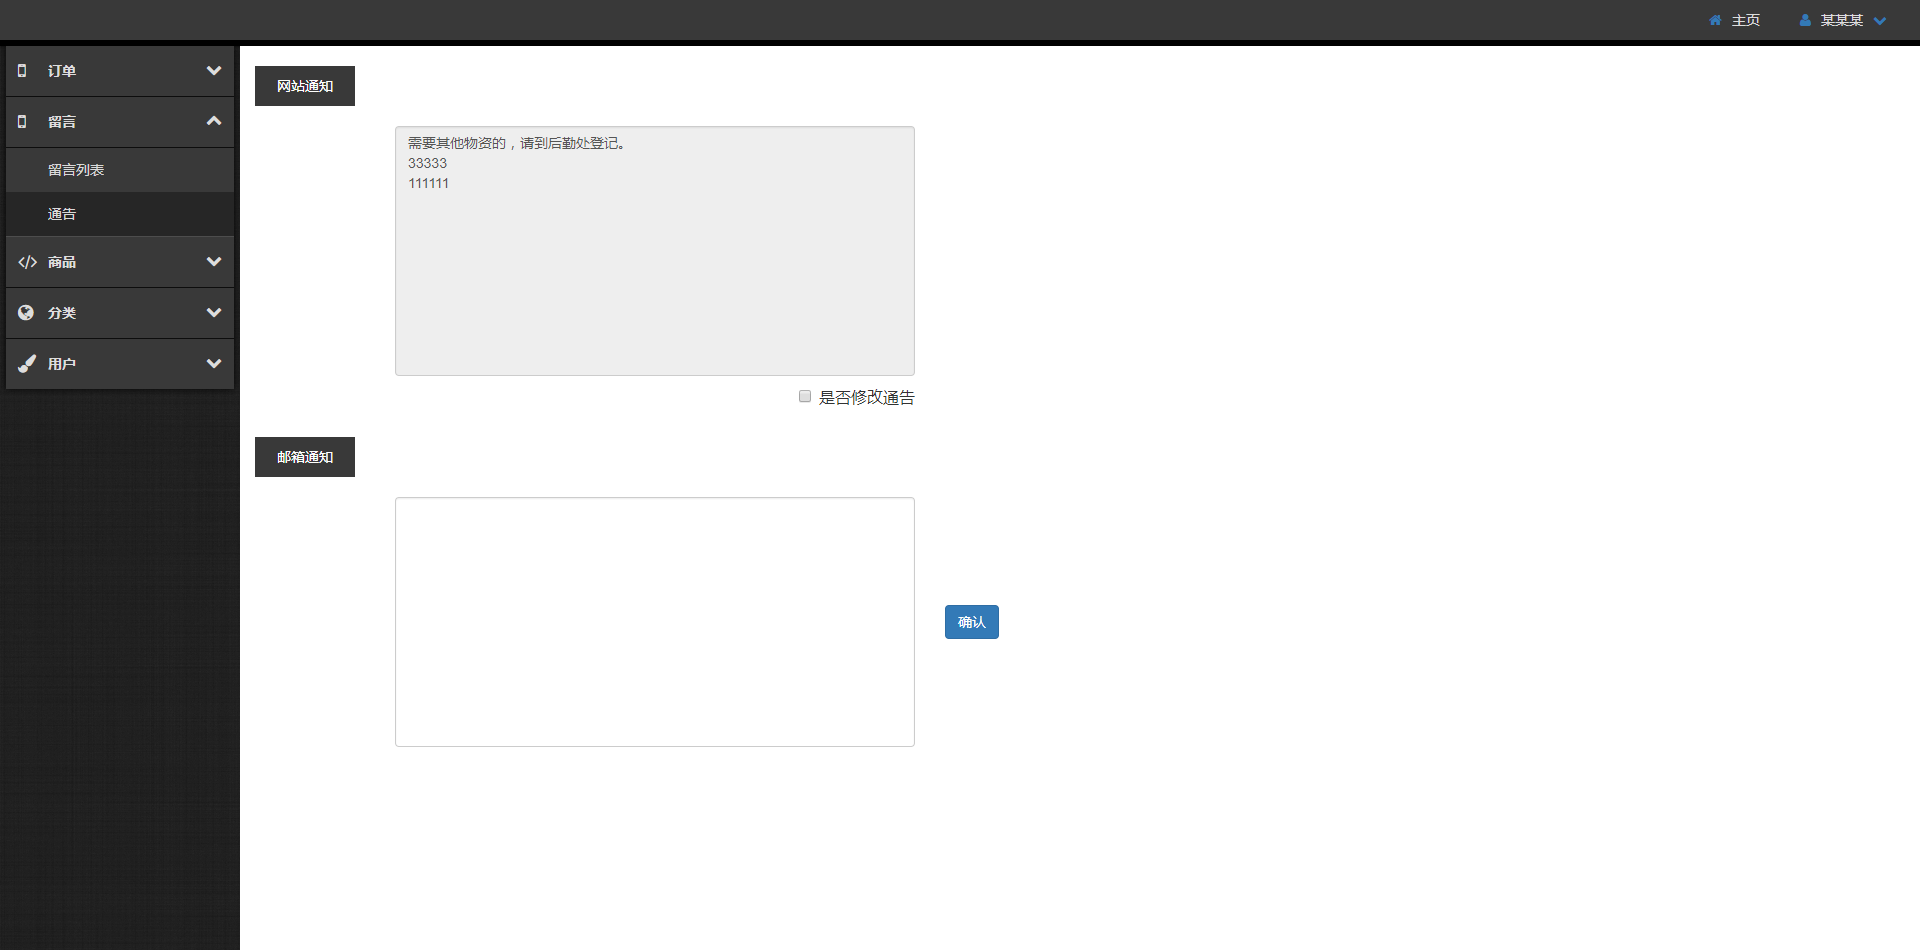 主页
某某某
订单
留言
留言列表
通告
商品
分类
用户
网站通知
需要其他物资的，请到后勤处登记。
33333
111111
是否修改通告
邮箱通知
确认